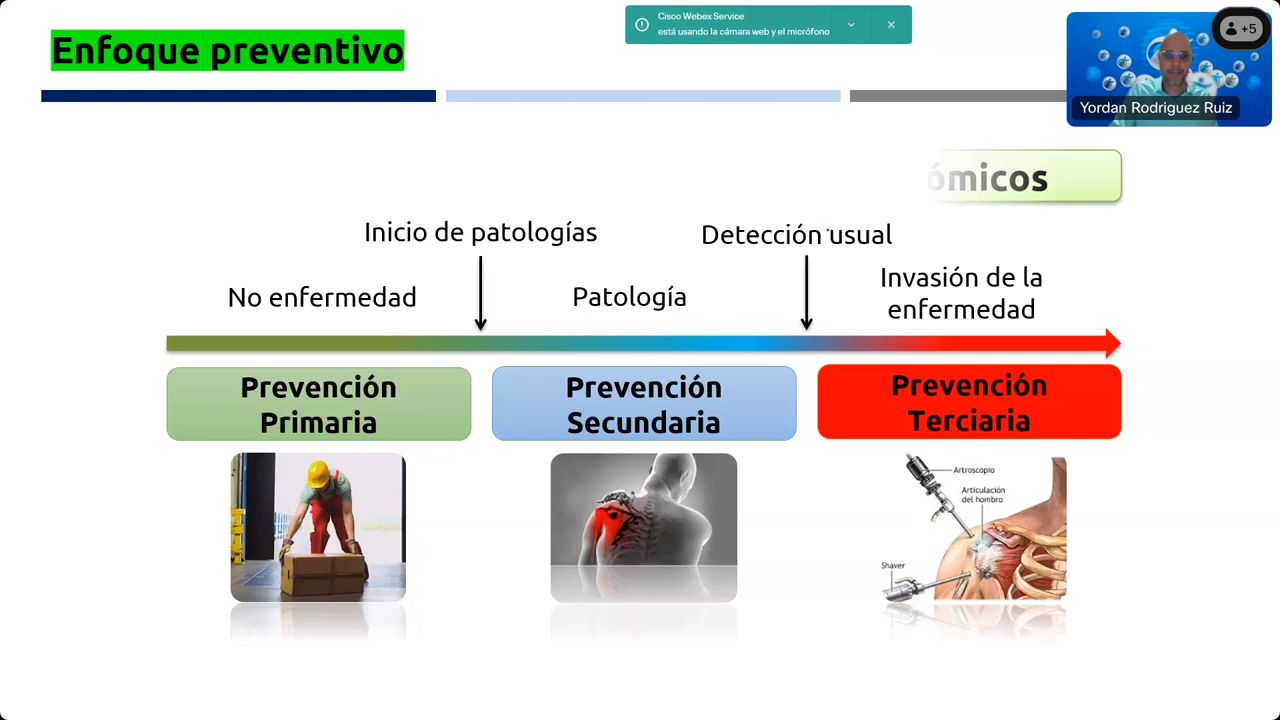 Enfoque preventivo
Cisco Webex Service
está usando la cámara web y el micrófono
+5
Yordan Rodriguez Ruiz
ómicos
Inicio de patologías
Detección usual
No enfermedad
Patología
Invasión de la
enfermedad
Prevención
Primaria
Prevención
Secundaria
Prevención
Terciaria
Artroscopio
Articulación
del hombro
Shaver